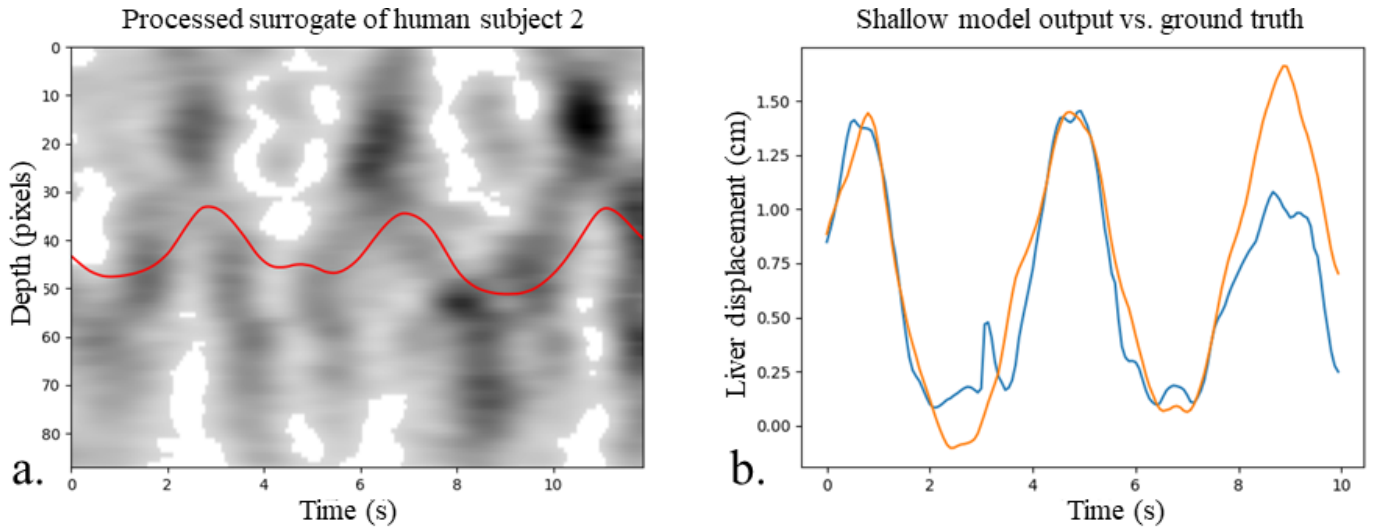 Processed surrogate of human subject 2
0
10
20
30
40
50
60
70
80
Depth (pixels)
0 2 4 6 8 10
Time (s)
a.
Shallow model output vs. ground truth
1.50
1.25
1.00
0.75
0.50
0.25
0.00
Liver displacment (cm)
0 2 4 6 8 10
Time (s)
b.